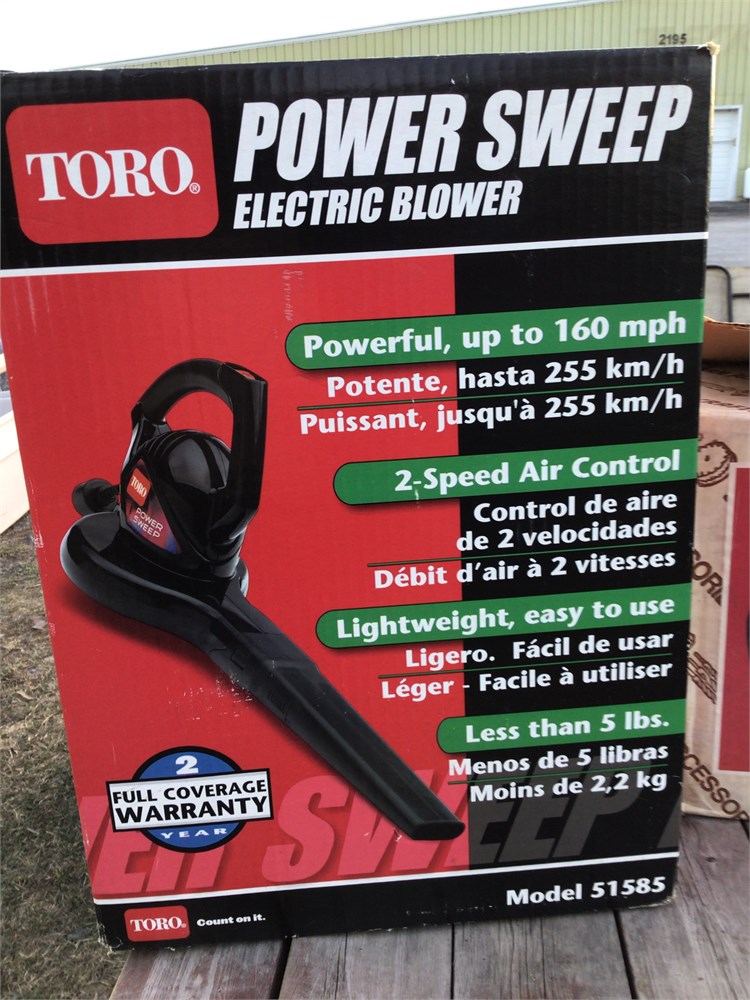 2195
TORO®
POWER SWEEP
ELECTRIC BLOWER
Powerful, up to 160 mph
Potente, hasta 255 km/h
Puissant, jusqu'à 255 km/h
2-Speed Air Control
Control de aire
de 2 velocidades
Débit d'air à 2 vitesses
Lightweight, easy to use
Ligero. Fácil de usar
Léger - Facile à utiliser
Less than 5 lbs.
Menos de 5 libras
Moins de 2,2 kg
TORO
POWER
SWEEP
2
FULL COVERAGE
WARRANTY
YEAR
SWEEP
Model 51585
TORO® Count on it.